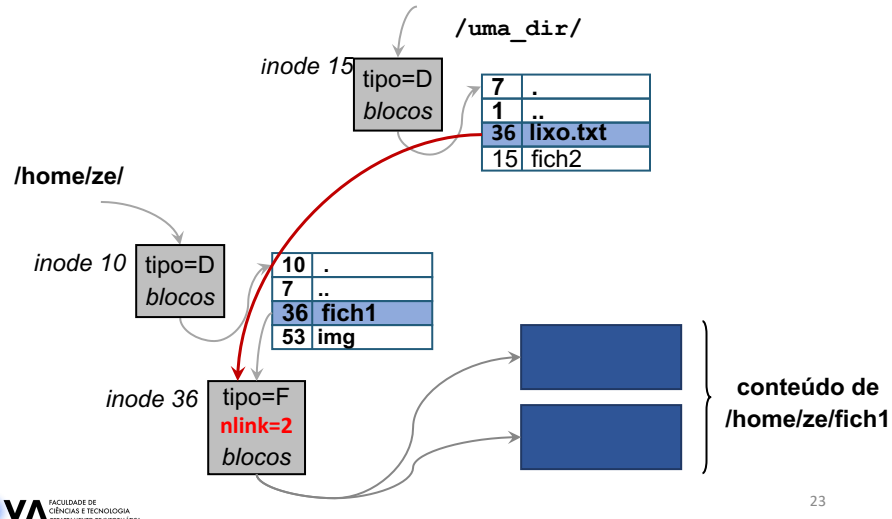 /uma_dir/
inode 15
tipo=D
blocos
7 .
1 ..
36 lixo.txt
15 fich2
/home/ze/
inode 10
tipo=D
blocos
10 .
7 ..
36 fich1
53 img
inode 36
tipo=F
nlink=2
blocos
conteúdo de
/home/ze/fich1
FACULDADE DE
CIÊNCIAS E TECNOLOGIA
23